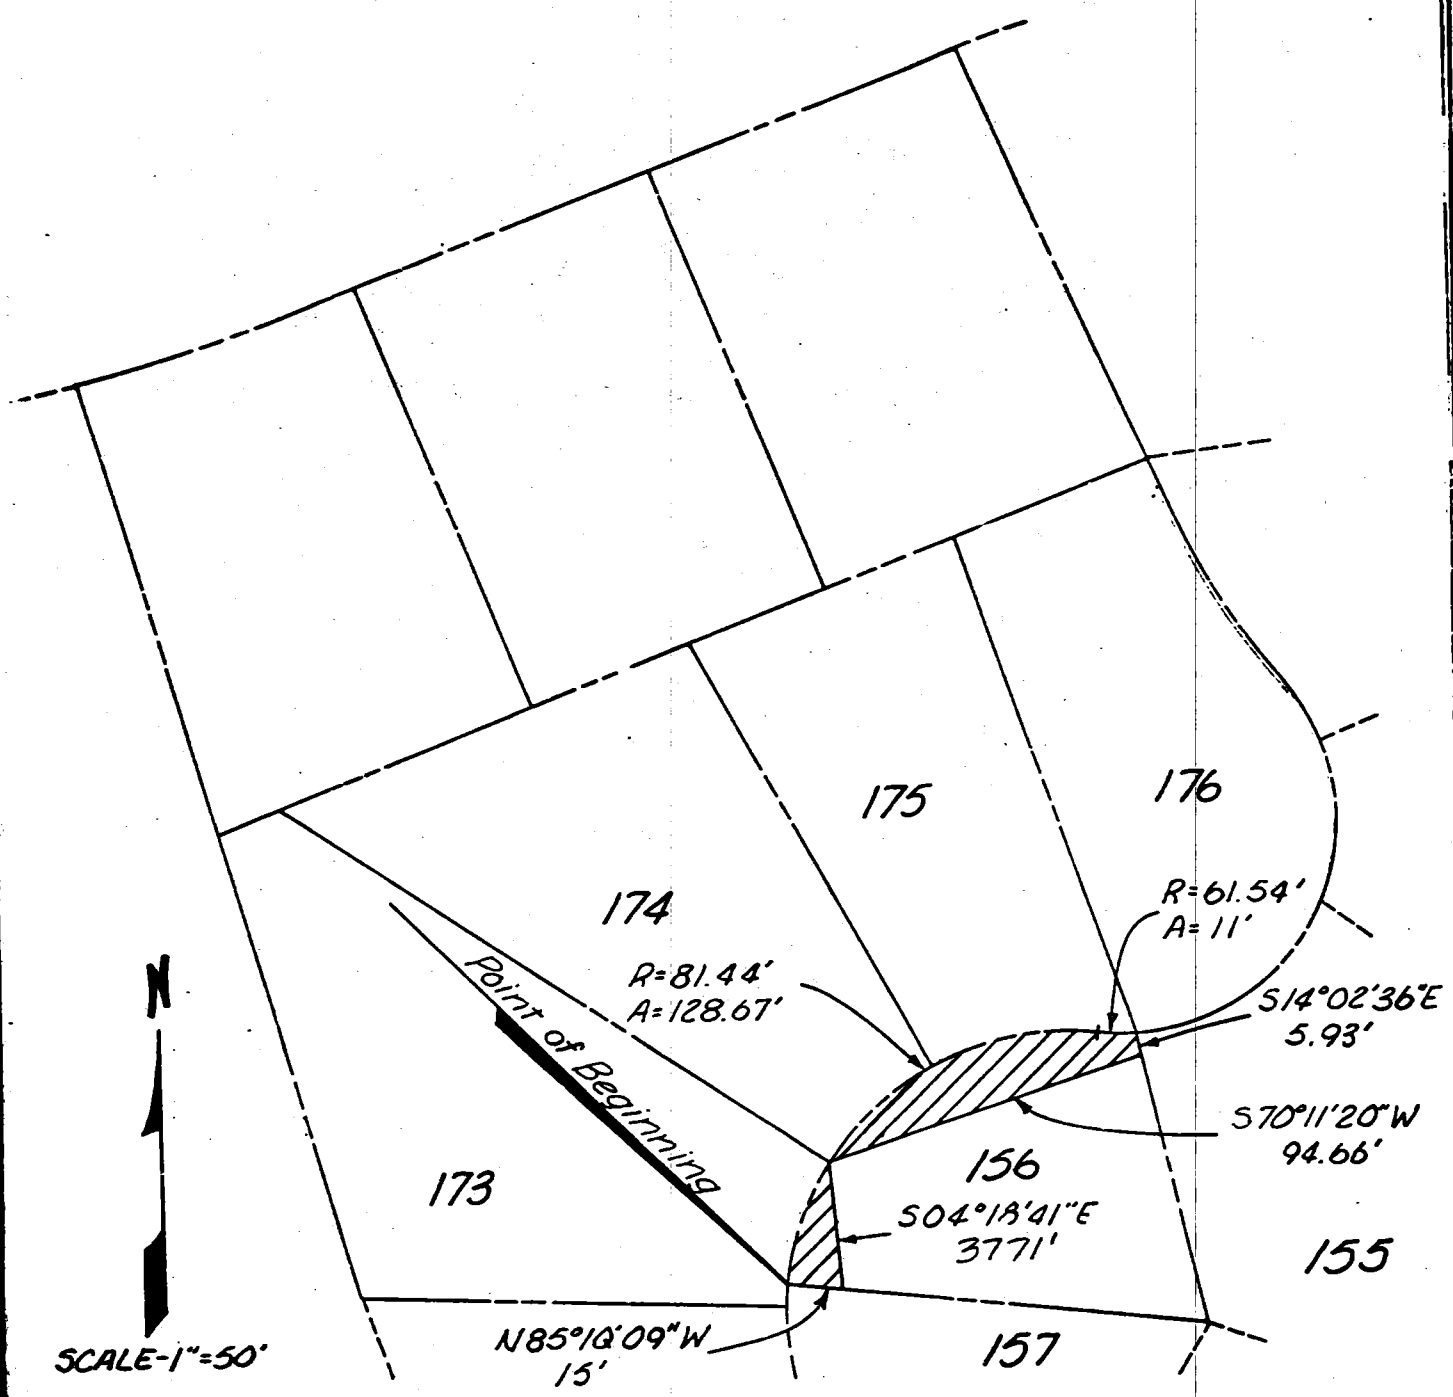 175
176
174
R=61.54'
A=11'
R=81.44'
A=128.67'
Point of Beginning
N
S14°02'36"E
5.93'
S70°11'20"W
94.66'
173
156
S04°18'41"E
37.71'
155
N85°10'09"W
15'
157
SCALE-1"=50'